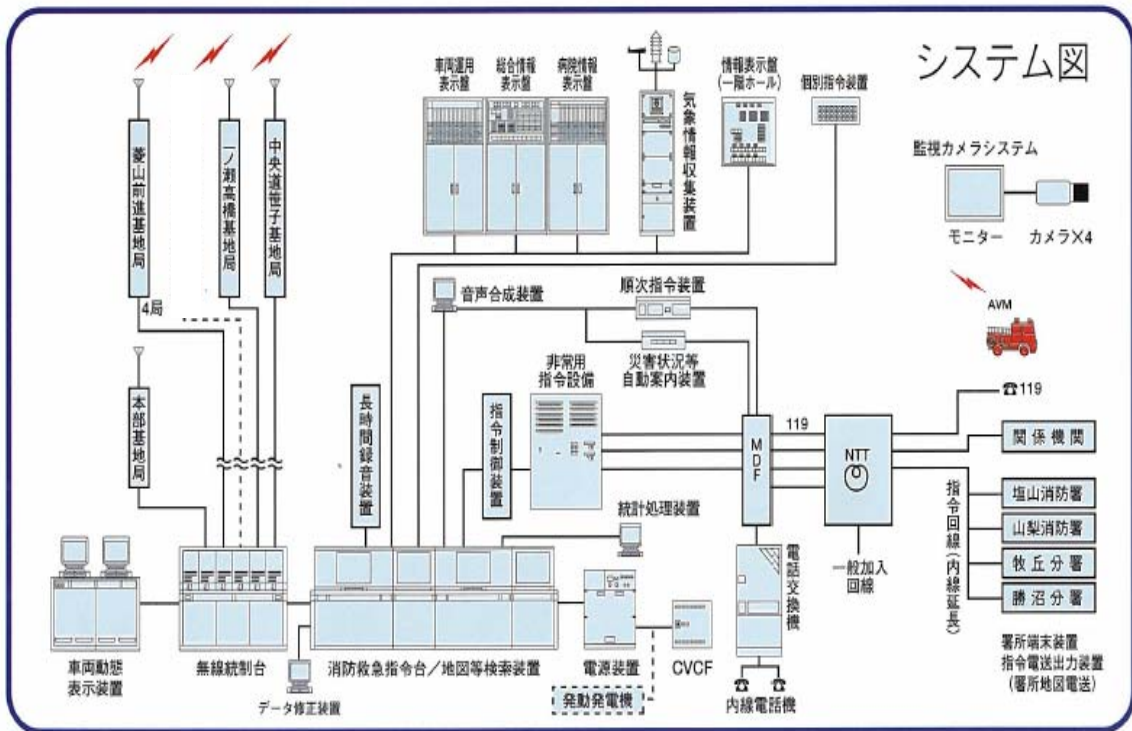 システム図
車両運用
表示盤
総合情報
表示盤
病院情報
表示盤
気象情報収集装置
情報表示盤
(一階ホール)
個別指令装置
監視カメラシステム
モニター
カメラ×4
菱山前進基地局
一ノ瀬高橋基地局
中央道笹子基地局
4局
本部基地局
音声合成装置
順次指令装置
災害状況等
自動案内装置
AVM
非常用
指令設備
長時間録音装置
指令制御装置
MDF
119
NTT
☎119
関係機関
塩山消防署
山梨消防署
牧丘分署
勝沼分署
指令回線(内線延長)
統計処理装置
一般加入
回線
電話交換機
署所端末装置
指令電送出力装置
(署所地図電送)
車両動態
表示装置
無線統制台
消防救急指令台/地図等検索装置
電源装置
CVCF
データ修正装置
発動発電機
内線電話機